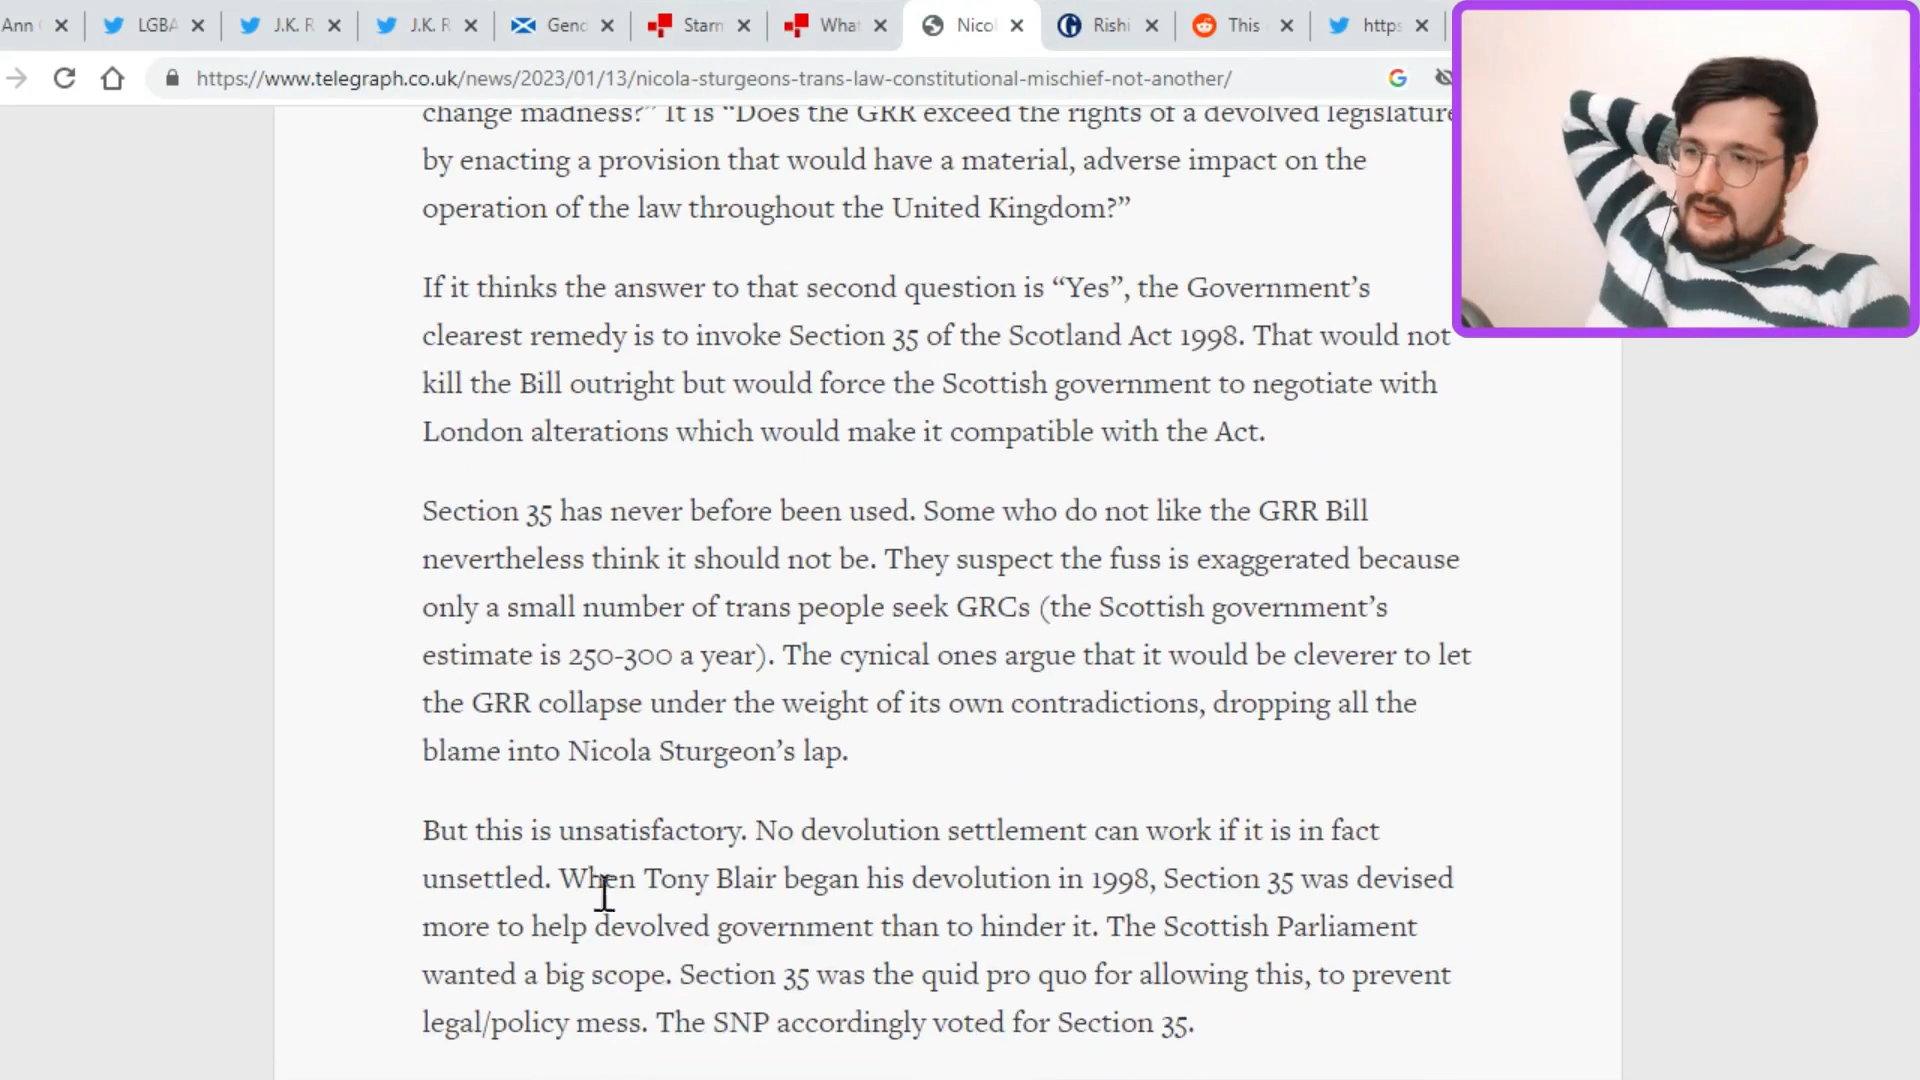 Ann
LGBA
J.K. R
J.K. R
Genc
Starm
What
Nicol
Rishi
This
https
https://www.telegraph.co.uk/news/2023/01/13/nicola-sturgeons-trans-law-constitutional-mischief-not-another/
change madness?” It is “Does the GRR exceed the rights of a devolved legislature
by enacting a provision that would have a material, adverse impact on the
operation of the law throughout the United Kingdom?”
If it thinks the answer to that second question is “Yes”, the Government’s
clearest remedy is to invoke Section 35 of the Scotland Act 1998. That would not
kill the Bill outright but would force the Scottish government to negotiate with
London alterations which would make it compatible with the Act.
Section 35 has never before been used. Some who do not like the GRR Bill
nevertheless think it should not be. They suspect the fuss is exaggerated because
only a small number of trans people seek GRCs (the Scottish government’s
estimate is 250-300 a year). The cynical ones argue that it would be cleverer to let
the GRR collapse under the weight of its own contradictions, dropping all the
blame into Nicola Sturgeon’s lap.
But this is unsatisfactory. No devolution settlement can work if it is in fact
unsettled. When Tony Blair began his devolution in 1998, Section 35 was devised
more to help devolved government than to hinder it. The Scottish Parliament
wanted a big scope. Section 35 was the quid pro quo for allowing this, to prevent
legal/policy mess. The SNP accordingly voted for Section 35.